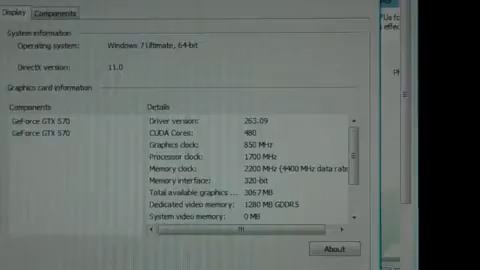 Display Components
System information
Operating system: Windows 7 Ultimate, 64-bit
DirectX version: 11.0
Graphics card information
Components Details
GeForce GTX 570
GeForce GTX 570
Driver version: 263.09
CUDA Cores: 480
Graphics clock: 850 MHz
Processor clock: 1700 MHz
Memory clock: 2200 MHz (4400 MHz data rate
Memory interface: 320-bit
Total available graphics ... 3067 MB
Dedicated video memory: 1280 MB GDDR5
System video memory: 0 MB
About